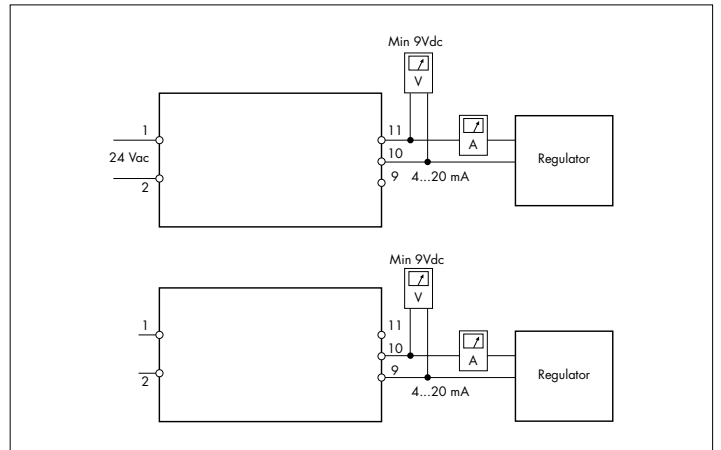 Min 9Vdc
V
1
11
A
24 Vac
10
Regulator
2
9
4...20 mA
Min 9Vdc
V
1
11
10
A
2
9
Regulator
4...20 mA